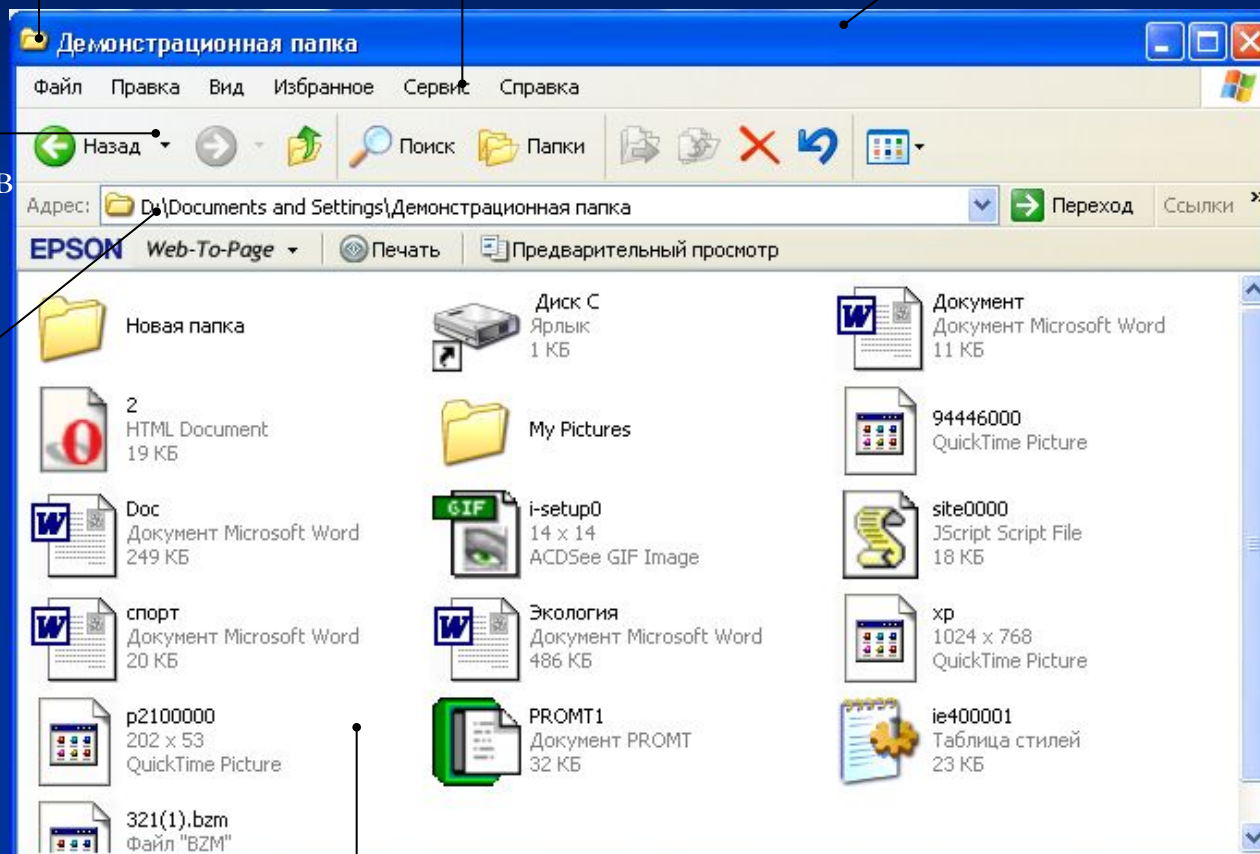 Демонстрационная папка
Файл Правка Вид Избранное Сервис Справка
Назад Поиск Папки
в
Адрес: D:\Documents and Settings\Демонстрационная папка Переход Ссылки »
EPSON Web-To-Page Печать Предварительный просмотр
Новая папка
Диск С
Ярлык
1 КБ
Документ
Документ Microsoft Word
11 КБ
2
HTML Document
19 КБ
My Pictures
94446000
QuickTime Picture
Doc
Документ Microsoft Word
249 КБ
GIF
i-setup0
14 x 14
ACDSee GIF Image
site0000
JScript Script File
18 КБ
спорт
Документ Microsoft Word
20 КБ
Экология
Документ Microsoft Word
486 КБ
xp
1024 x 768
QuickTime Picture
p2100000
202 x 53
QuickTime Picture
PROMT1
Документ PROMT
32 КБ
ie400001
Таблица стилей
23 КБ
321(1).bzm
Файл "BZM"